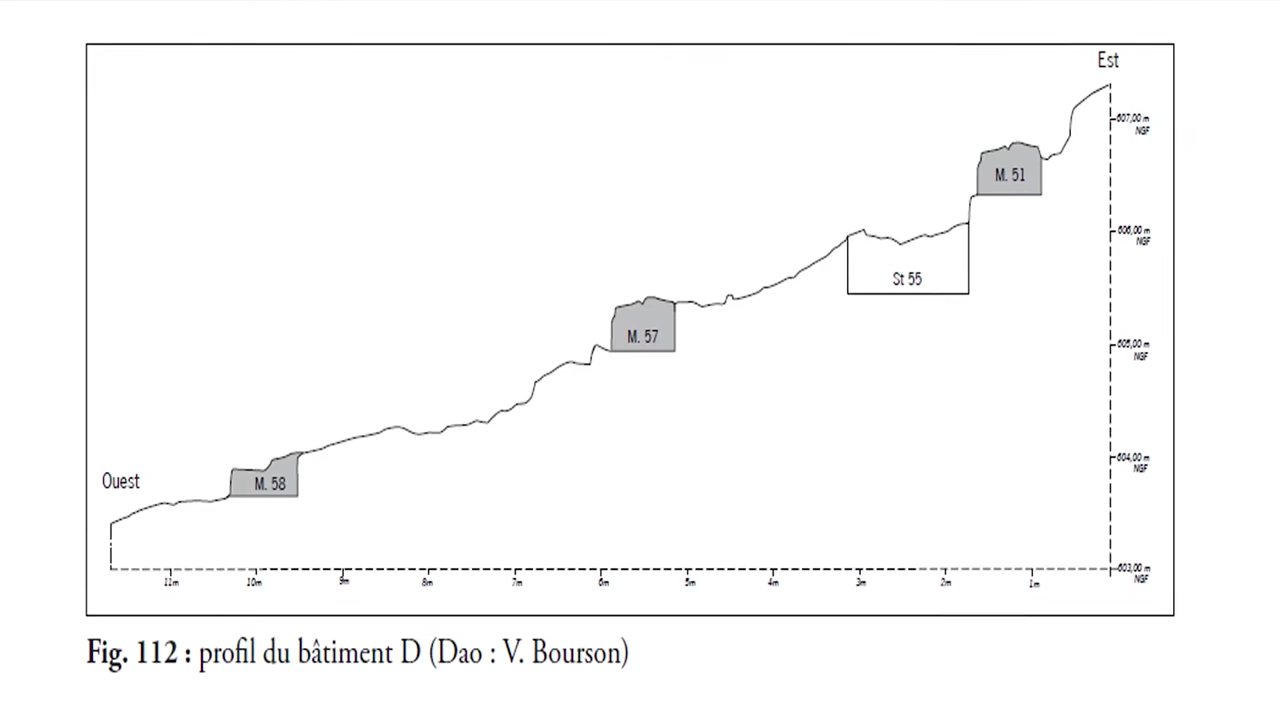 Est
607,00 m
NGF
M. 51
606,00 m
NGF
St 55
M. 57
605,00 m
NGF
604,00 m
NGF
Ouest
M. 58
603,00 m
NGF
11m 10m 9m 8m 7m 6m 5m 4m 3m 2m 1m
Fig. 112 : profil du bâtiment D (Dao : V. Bourson)